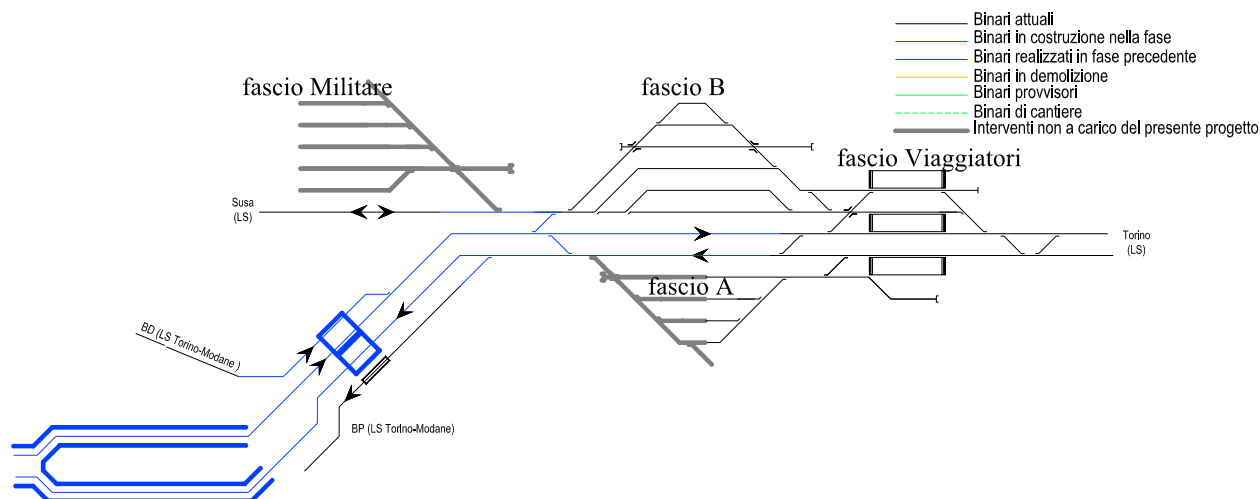 Binari attuali
Binari in costruzione nella fase
Binari realizzati in fase precedente
Binari in demolizione
Binari provvisori
Binari di cantiere
Interventi non a carico del presente progetto
fascio Militare
fascio B
fascio Viaggiatori
Susa
(LS)
Torino
(LS)
fascio A
BD (LS Torino-Modane )
BP (LS Torino-Modane)